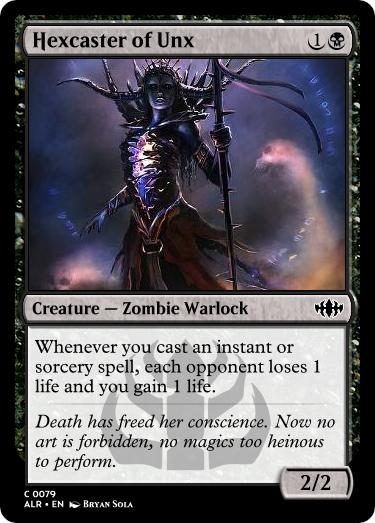 Hexcaster of Unx 1
Creature — Zombie Warlock
Whenever you cast an instant or
sorcery spell, each opponent loses 1
life and you gain 1 life.
Death has freed her conscience. Now no
art is forbidden, no magics too heinous
to perform.
2/2
C 0079
ALR • EN Bryan Sola